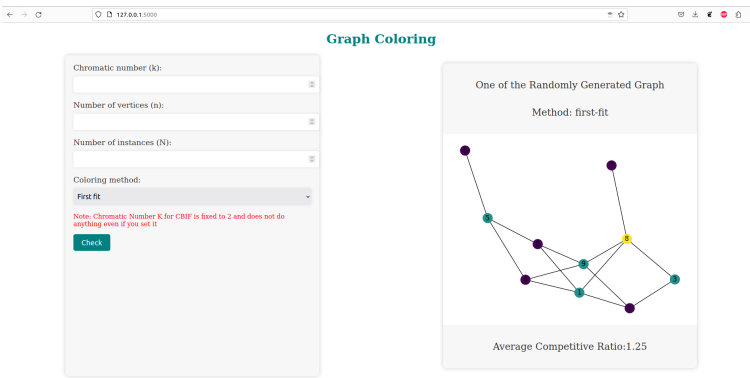 127.0.0.1:5000
Graph Coloring
Chromatic number (k):
Number of vertices (n):
Number of instances (N):
Coloring method:
First fit
Note: Chromatic Number K for CBIF is fixed to 2 and does not do
anything even if you set it
Check
One of the Randomly Generated Graph
Method: first-fit
5
8
9
3
1
Average Competitive Ratio:1.25